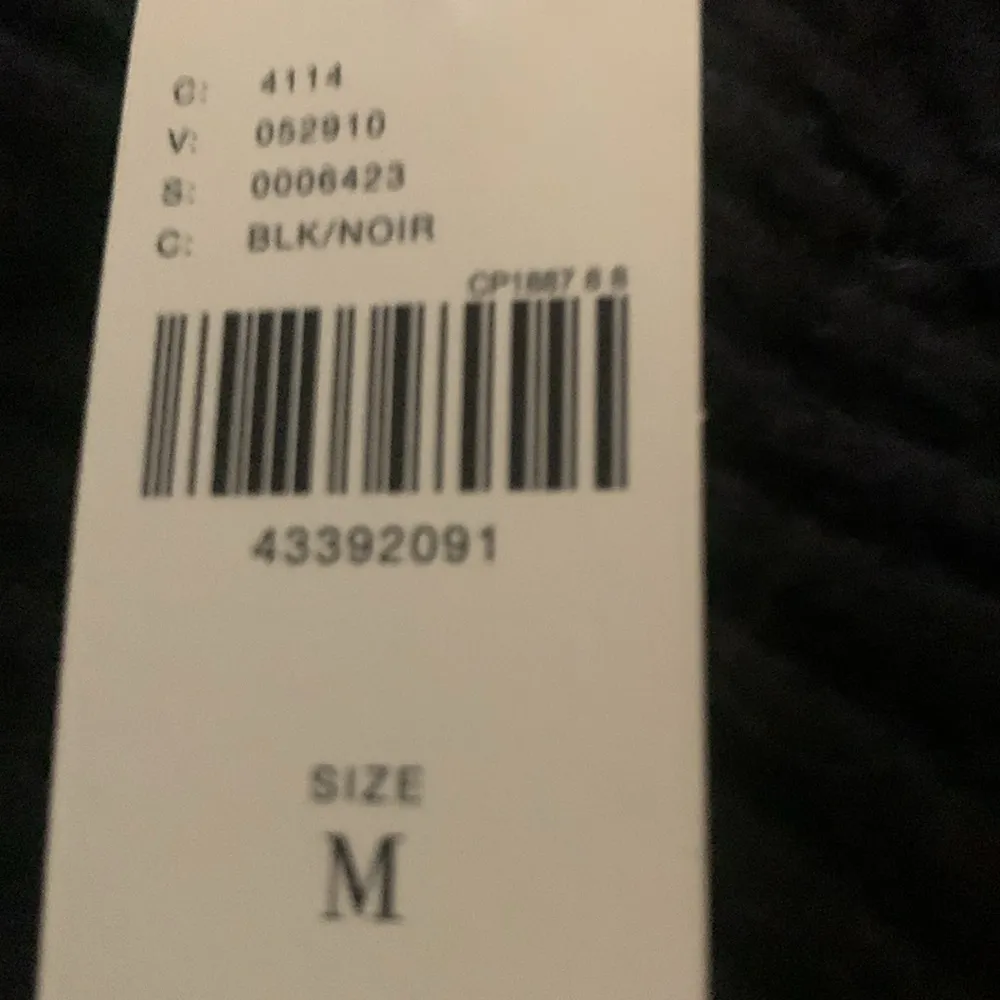 G: 4114
V: 052910
S: 0006423
C: BLK/NOIR
43392091
SIZE
M